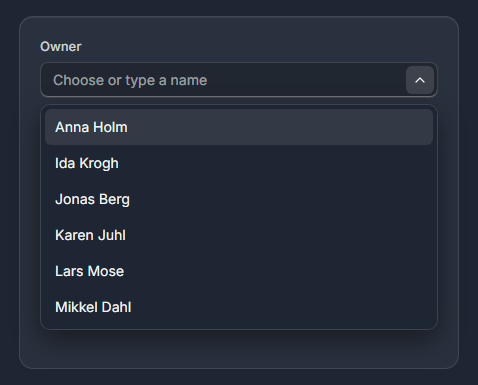 Owner
Choose or type a name
Anna Holm
Ida Krogh
Jonas Berg
Karen Juhl
Lars Mose
Mikkel Dahl